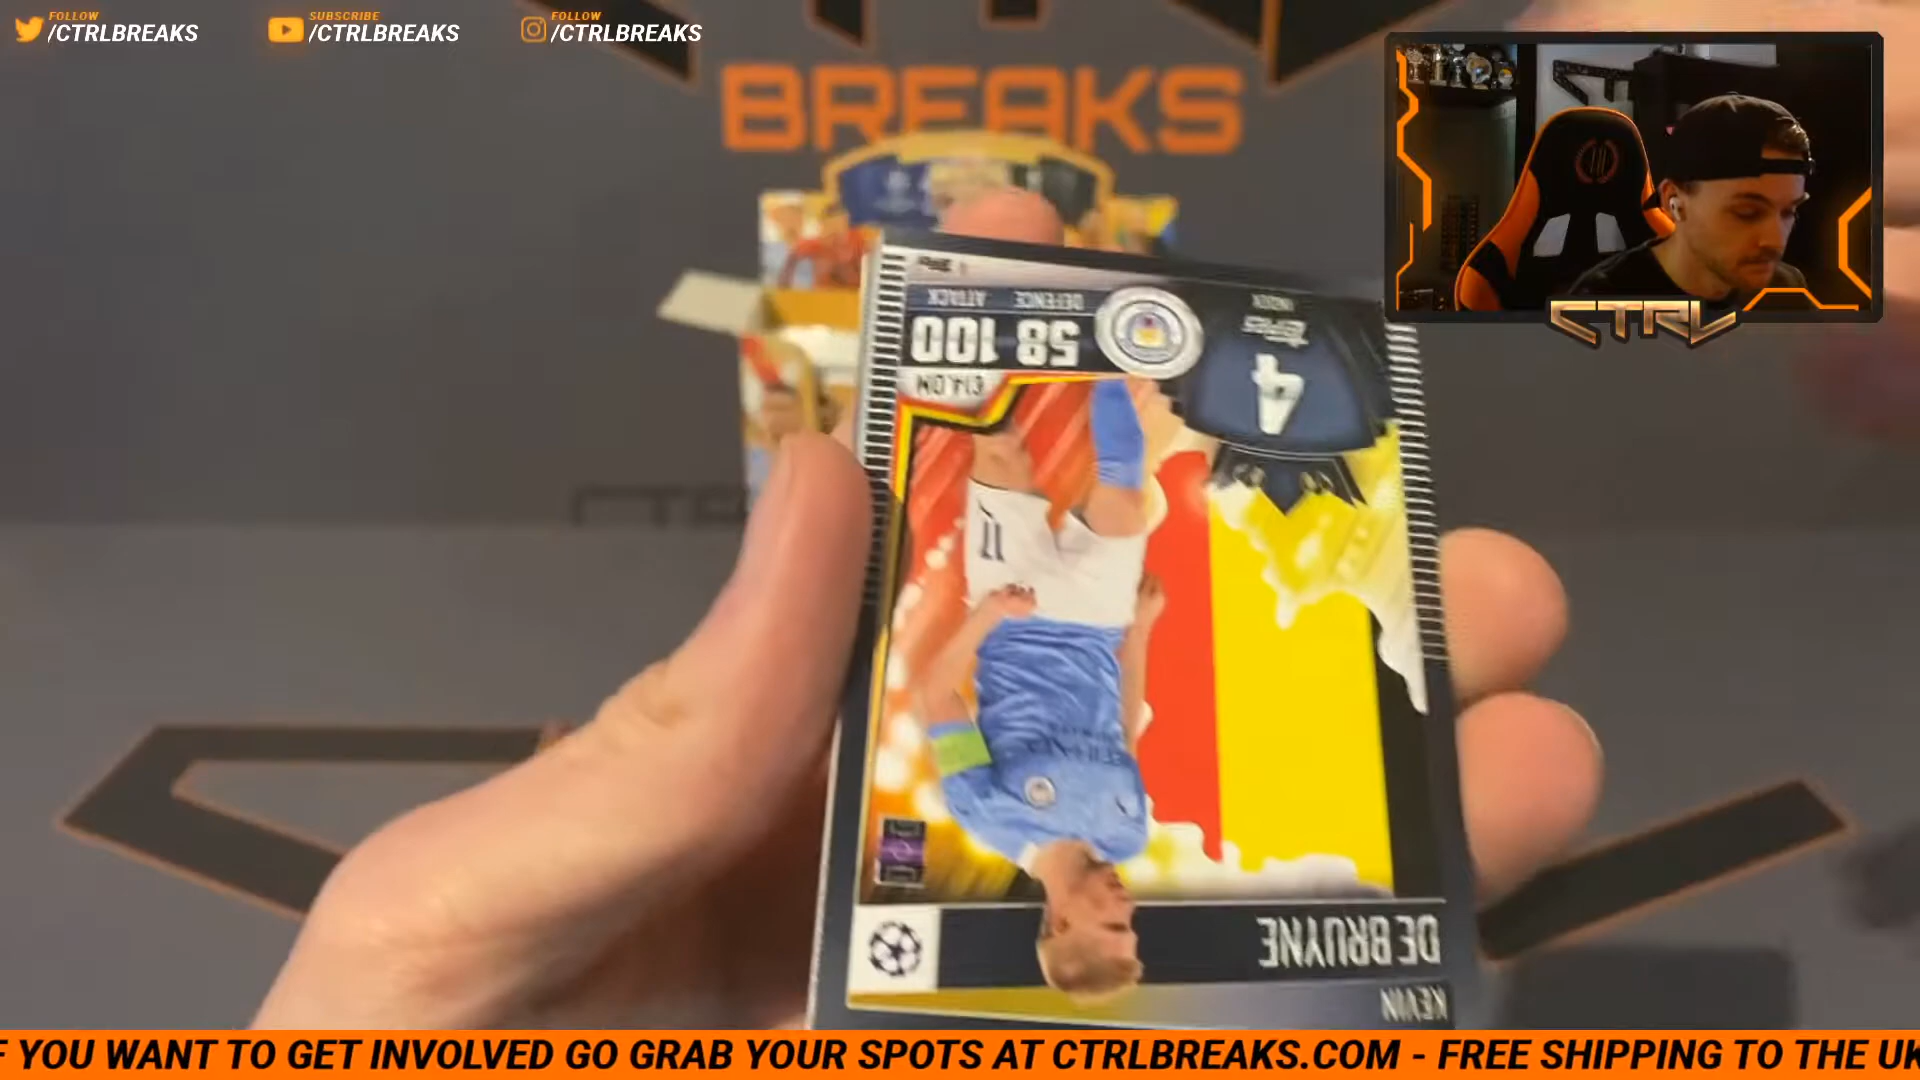 FOLLOW
/CTRLBREAKS
SUBSCRIBE
/CTRLBREAKS
FOLLOW
/CTRLBREAKS
BREAKS
CTRL
KEVIN
DE BRUYNE
4
INDEX
100 58
ATTACK DEFENCE
F YOU WANT TO GET INVOLVED GO GRAB YOUR SPOTS AT CTRLBREAKS.COM - FREE SHIPPING TO THE UK